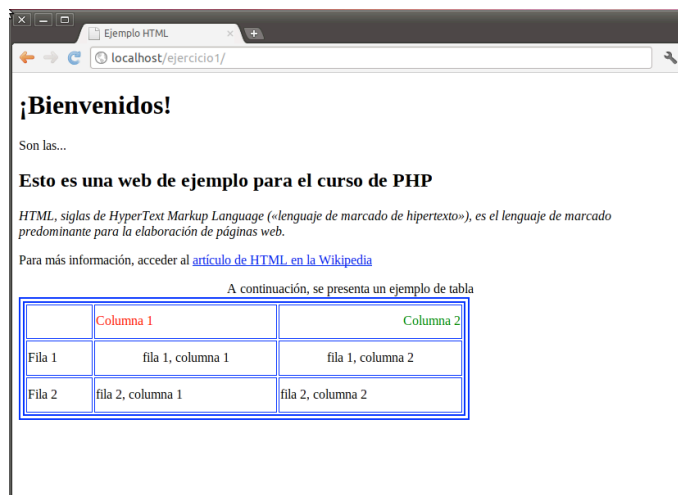 Ejemplo HTML
localhost/ejercicio1/
¡Bienvenidos!
Son las...
Esto es una web de ejemplo para el curso de PHP
HTML, siglas de HyperText Markup Language («lenguaje de marcado de hipertexto»), es el lenguaje de marcado
predominante para la elaboración de páginas web.
Para más información, acceder al artículo de HTML en la Wikipedia
A continuación, se presenta un ejemplo de tabla
Columna 1 Columna 2
Fila 1 fila 1, columna 1 fila 1, columna 2
Fila 2 fila 2, columna 1 fila 2, columna 2